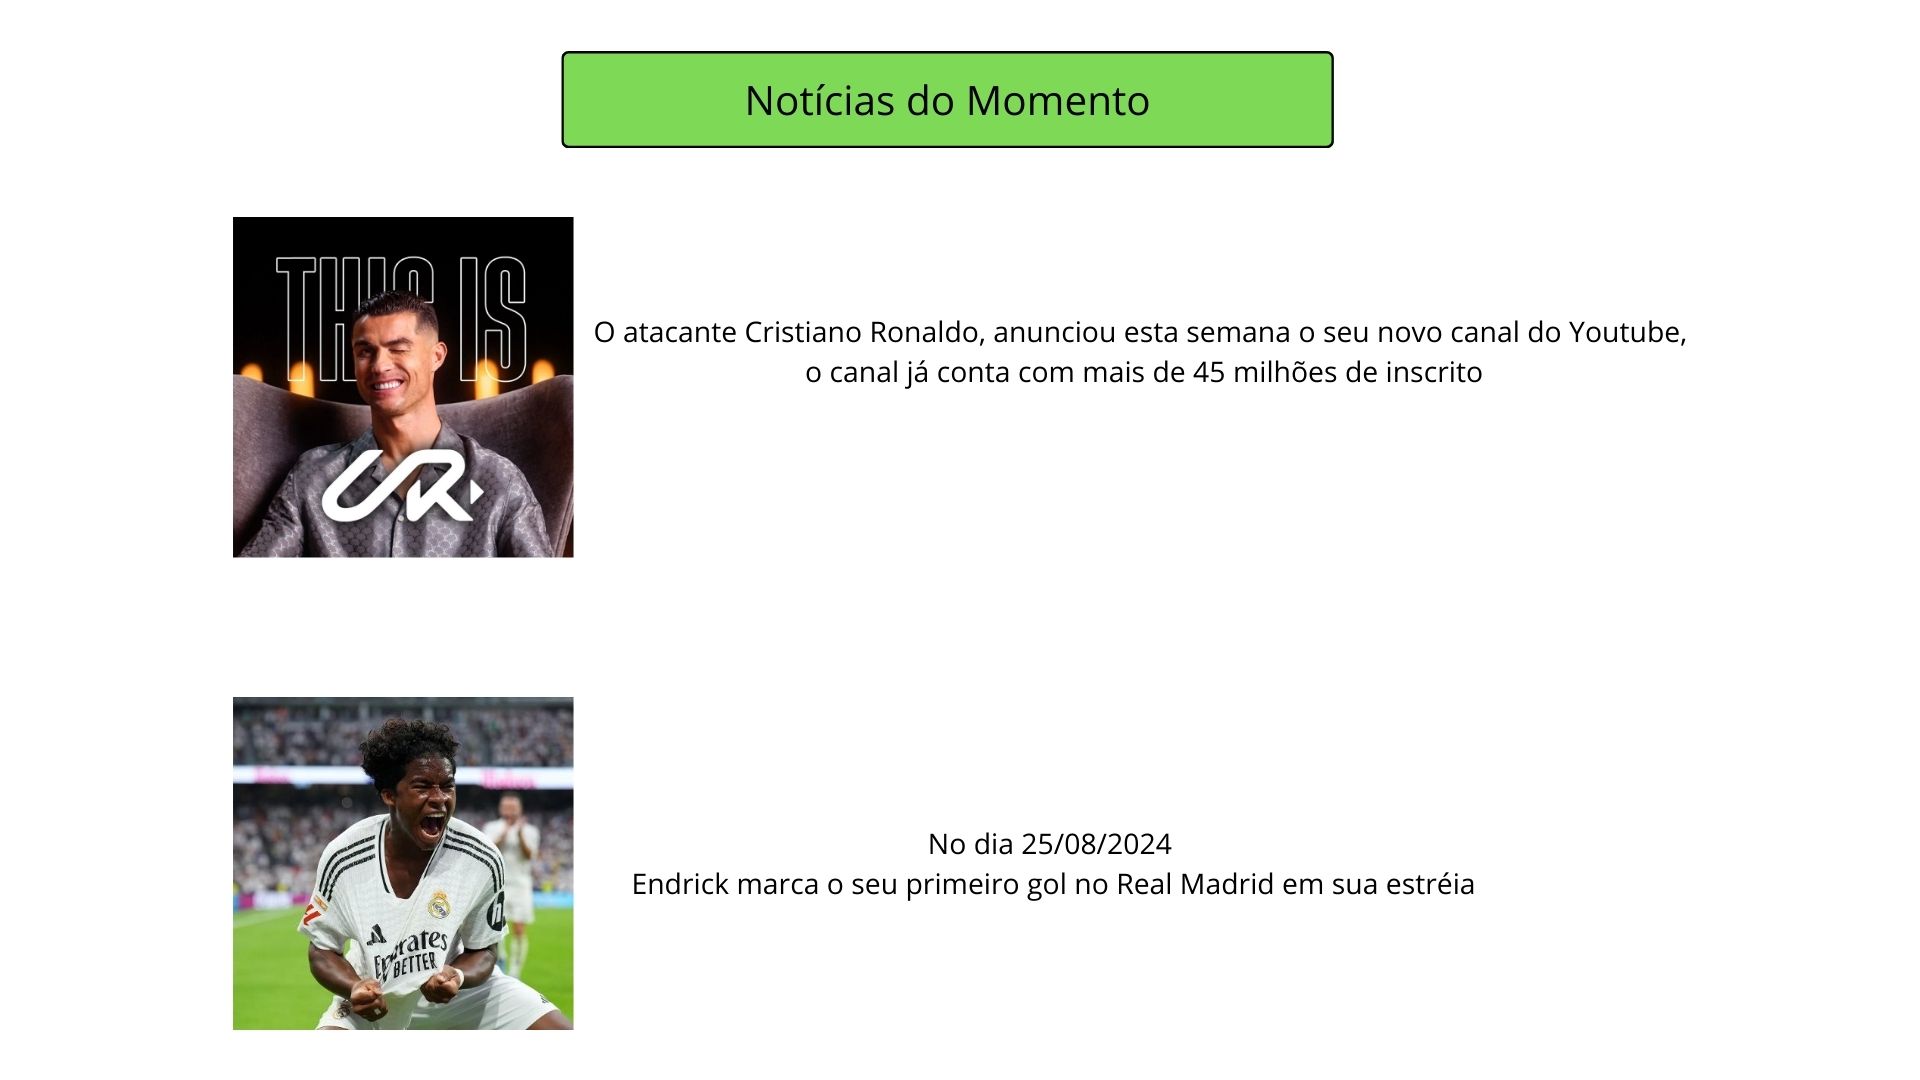 Notícias do Momento
THIS IS
O atacante Cristiano Ronaldo, anunciou esta semana o seu novo canal do Youtube,
o canal já conta com mais de 45 milhões de inscrito
UR
No dia 25/08/2024
Endrick marca o seu primeiro gol no Real Madrid em sua estréia
BETTER